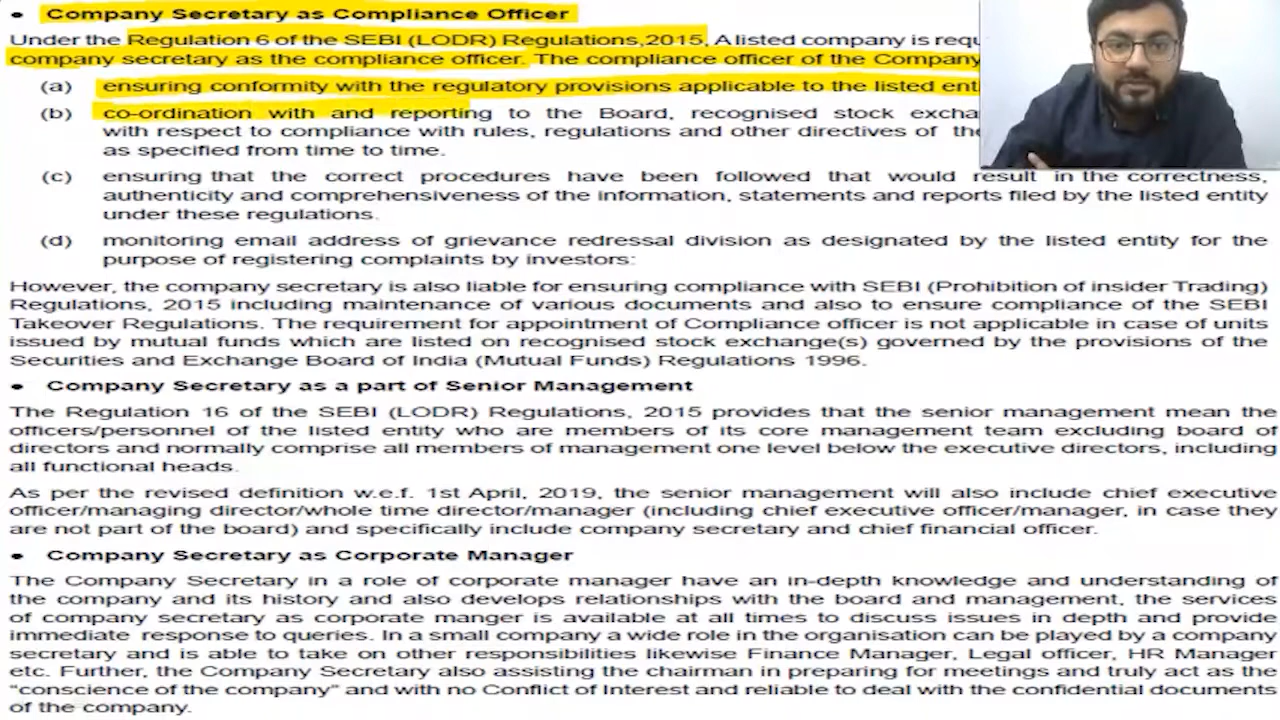 • Company Secretary as Compliance Officer
Under the Regulation 6 of the SEBI (LODR) Regulations,2015, A listed company is
company secretary as the compliance officer. The compliance officer of the Company
(a) ensuring conformity with the regulatory provisions applicable to the listed
(b) co-ordination with and reporting to the Board, recognised stock
with respect to compliance with rules, regulations and other directives of
as specified from time to time.
(c) ensuring that the correct procedures have been followed that would result in the correctness,
authenticity and comprehensiveness of the information, statements and reports filed by the listed entity
under these regulations.
(d) monitoring email address of grievance redressal division as designated by the listed entity for the
purpose of registering complaints by investors:
However, the company secretary is also liable for ensuring compliance with SEBI (Prohibition of insider Trading)
Regulations, 2015 including maintenance of various documents and also to ensure compliance of the SEBI
Takeover Regulations. The requirement for appointment of Compliance officer is not applicable in case of units
issued by mutual funds which are listed on recognised stock exchange(s) governed by the provisions of the
Securities and Exchange Board of India (Mutual Funds) Regulations 1996.
• Company Secretary as a part of Senior Management
The Regulation 16 of the SEBI (LODR) Regulations, 2015 provides that the senior management mean the
officers/personnel of the listed entity who are members of its core management team excluding board of
directors and normally comprise all members of management one level below the executive directors, including
all functional heads.
As per the revised definition w.e.f. 1st April, 2019, the senior management will also include chief executive
officer/managing director/whole time director/manager (including chief executive officer/manager, in case they
are not part of the board) and specifically include company secretary and chief financial officer.
• Company Secretary as Corporate Manager
The Company Secretary in a role of corporate manager have an in-depth knowledge and understanding of
the company and its history and also develops relationships with the board and management, the services
of company secretary as corporate manger is available at all times to discuss issues in depth and provide
immediate response to queries. In a small company a wide role in the organisation can be played by a company
secretary and is able to take on other responsibilities likewise Finance Manager, Legal officer, HR Manager
etc. Further, the Company Secretary also assisting the chairman in preparing for meetings and truly act as the
“conscience of the company” and with no Conflict of Interest and reliable to deal with the confidential documents
of the company.